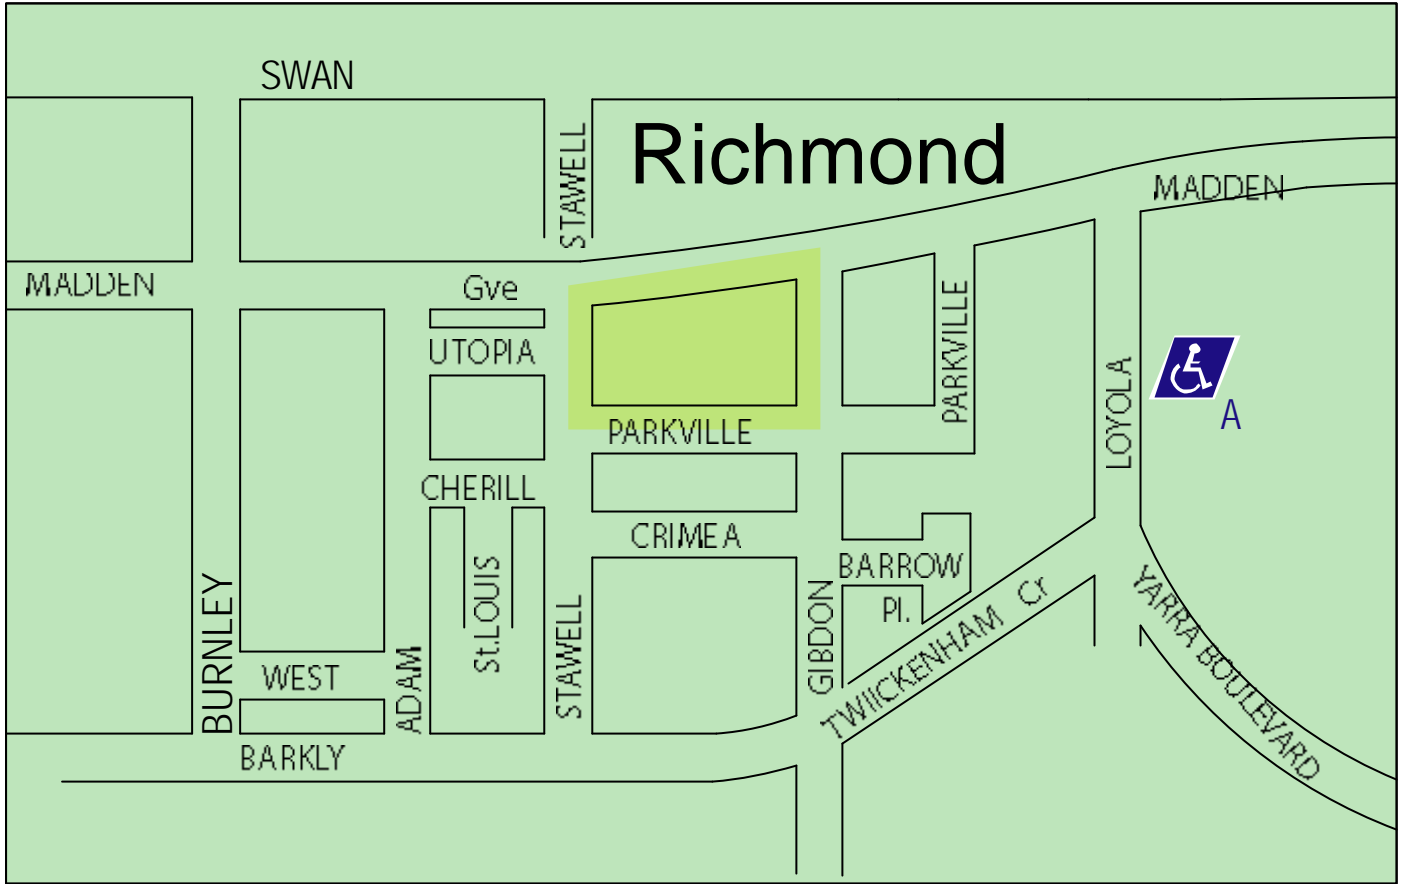 SWAN
Richmond
STAWELL
MADDEN
MADDEN
Gve
UTOPIA
PARKVILLE
PARKVILLE
LOYOLA
A
CHERILL
CRIMEA
BARROW
Pl.
St.LOUIS
STAWELL
GIBDON
TWIICKENHAM Cr
YARRA BOULEVARD
BURNLEY
WEST
ADAM
BARKLY